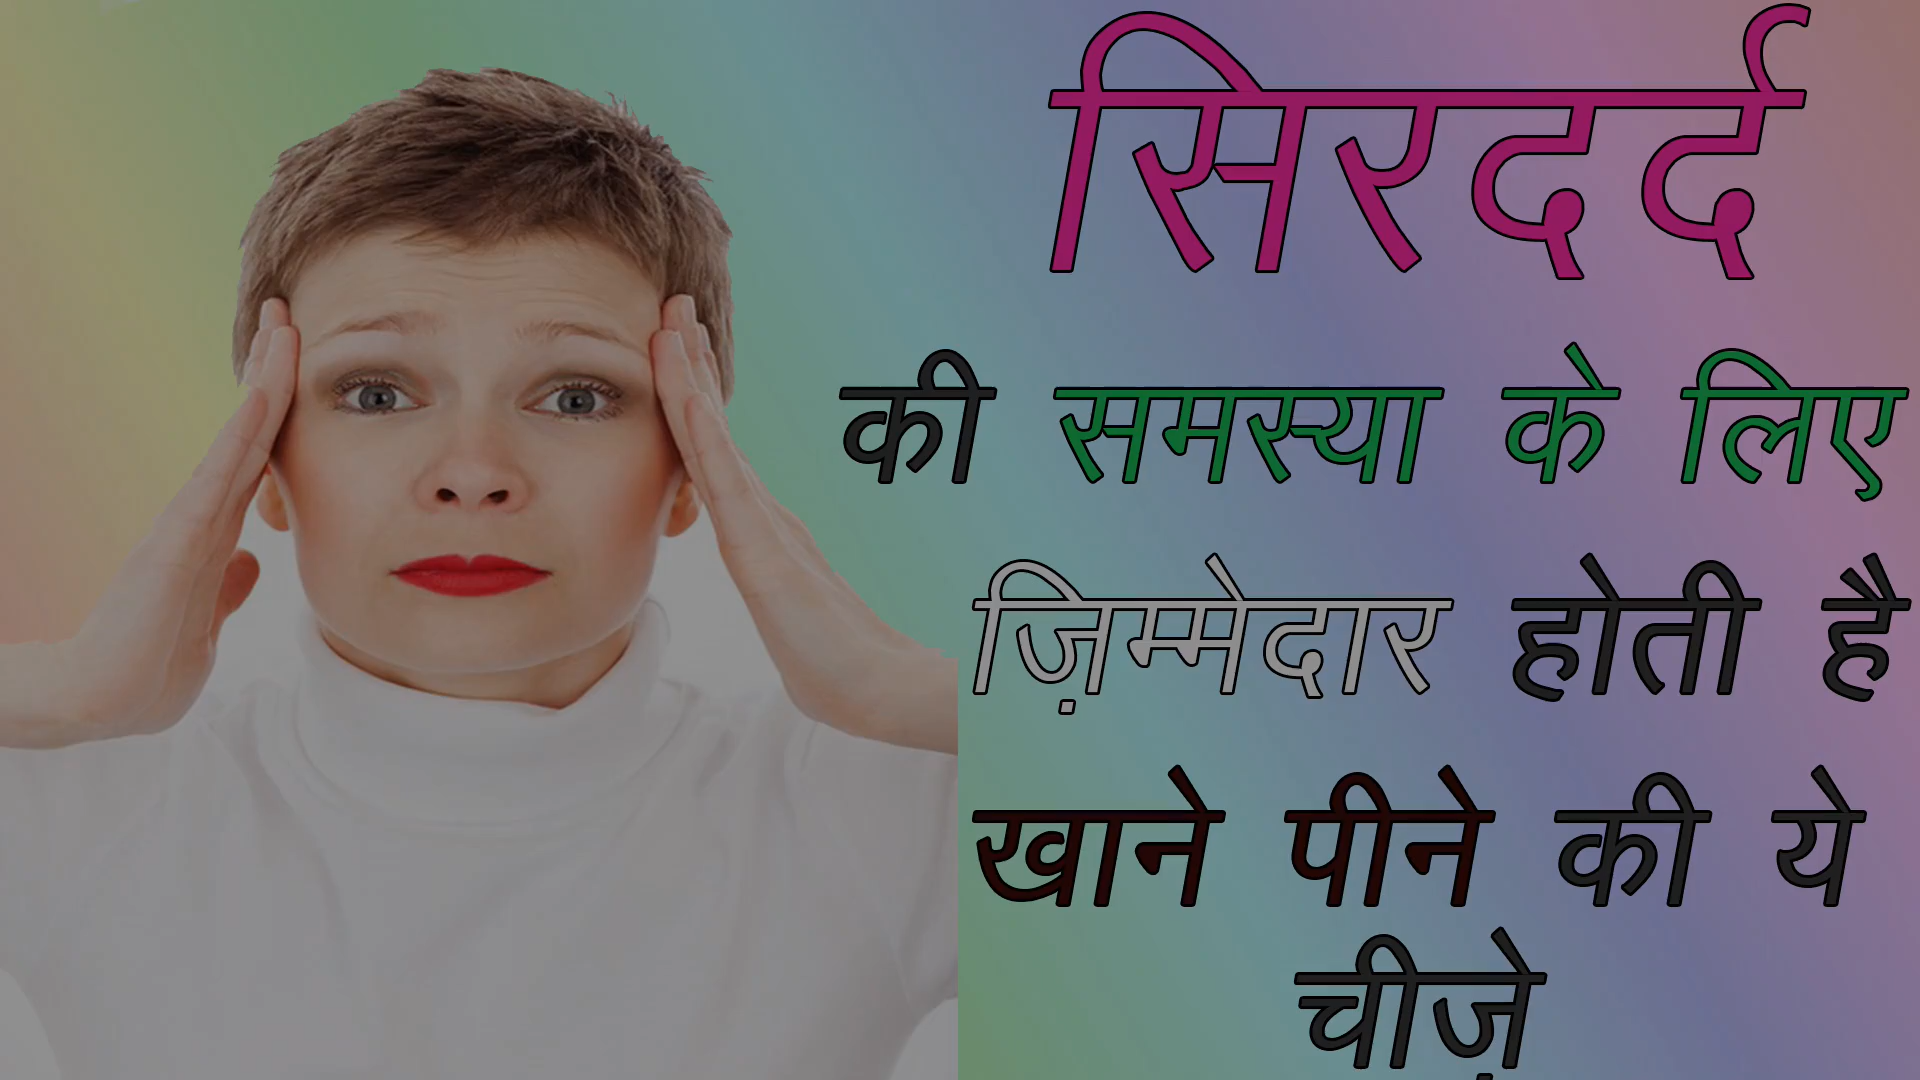 सिरदर्द
की समस्या के लिए
ज़िम्मेदार होती है
खाने पीने की ये
चीज़े